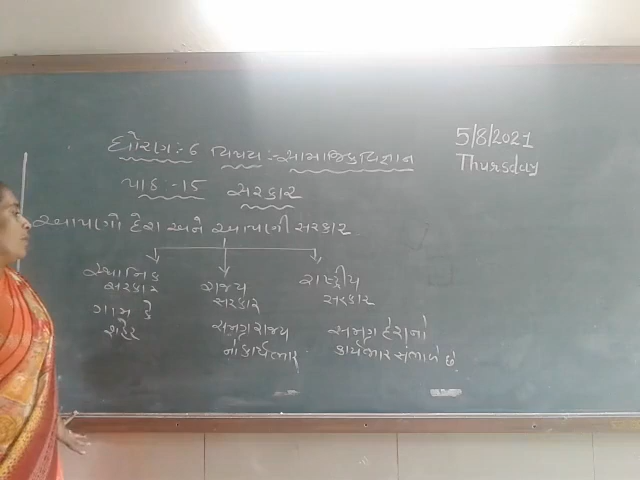 ધોરણ:- 6 વિષય :- સામાજિક વિજ્ઞાન
5/8/2021
Thursday
પાઠ :- 15 સરકાર
આપણો દેશ અને આપણી સરકાર
સ્થાનિક સરકાર
રાજ્ય સરકાર
રાષ્ટ્રીય સરકાર
ગામ કે શહેર
સમગ્ર રાજ્ય નો કાર્યભાર
સમગ્ર દેશનો કાર્યભાર સંભાળે છે.